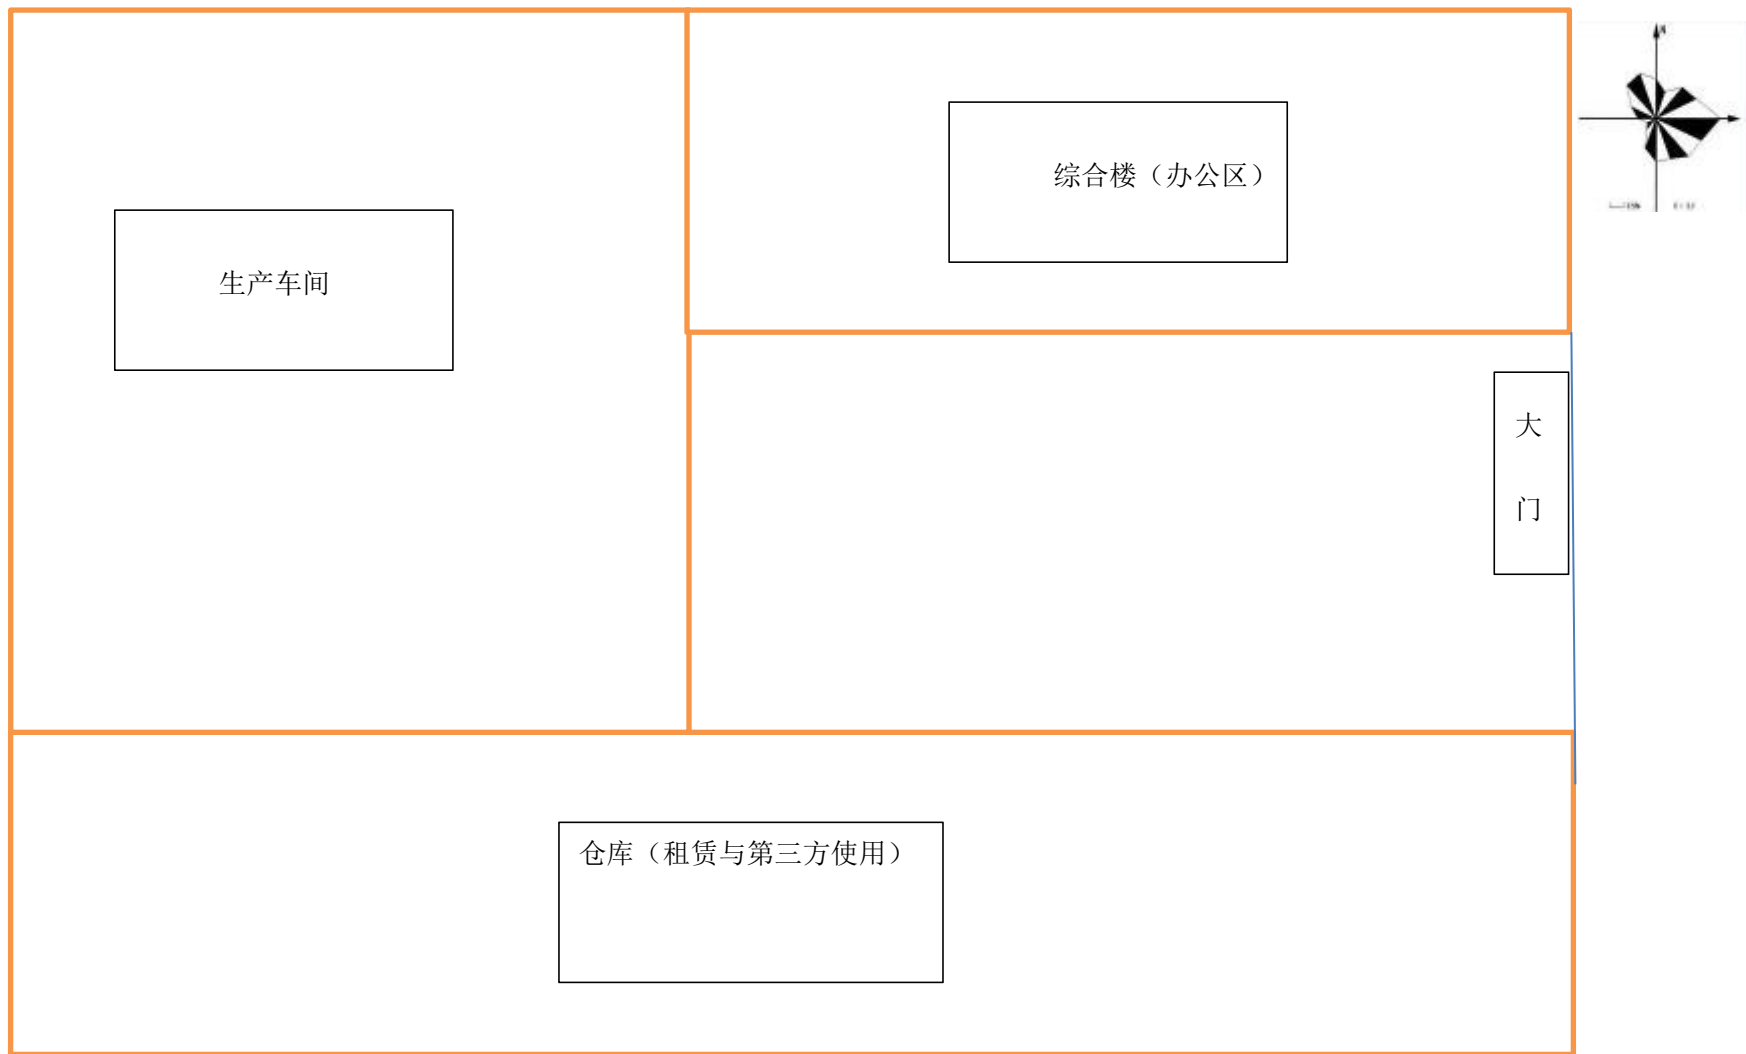 综合楼（办公区）
生产车间
大
门
仓库（租赁与第三方使用）